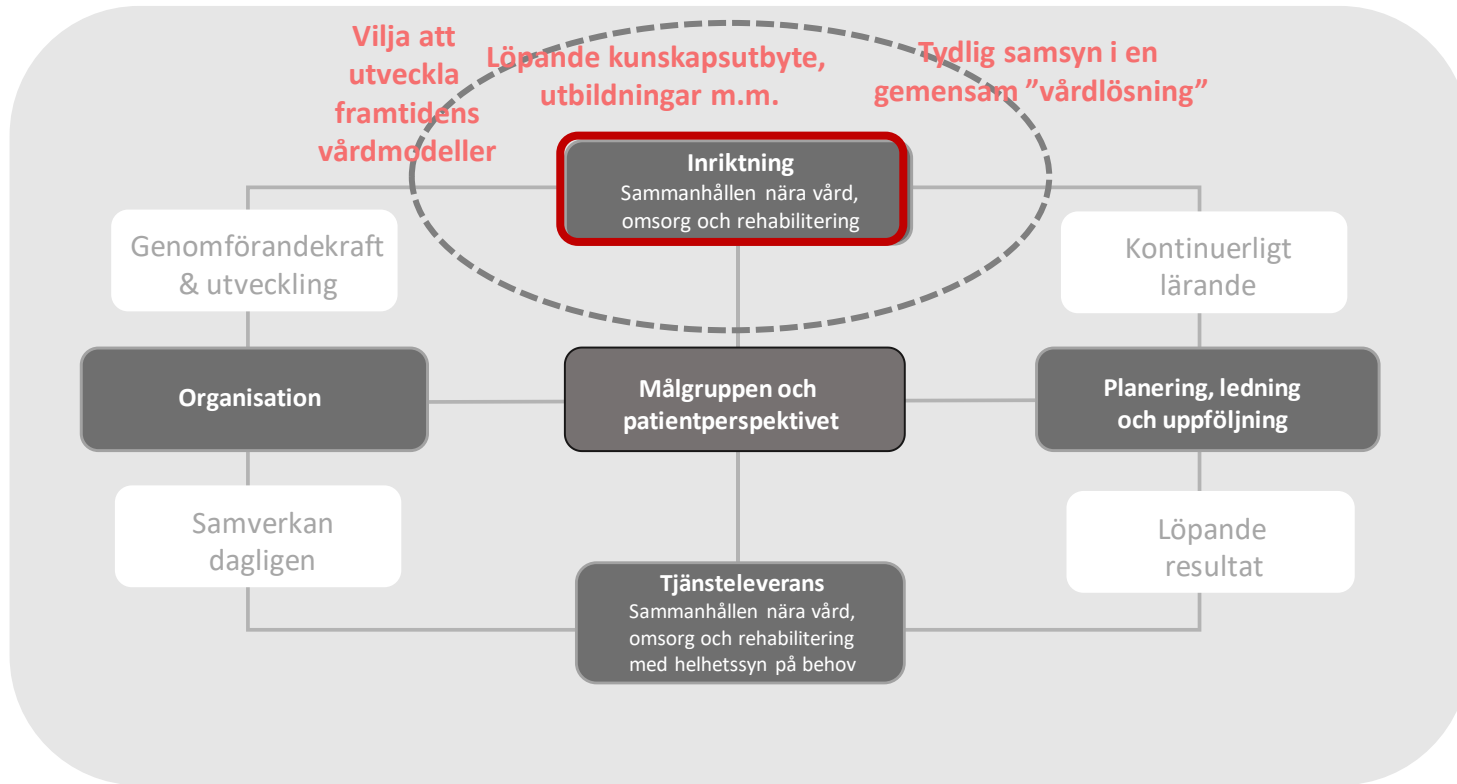 Vilja att
utveckla
framtidens
vårdmodeller
Löpande kunskapsutbyte,
utbildningar m.m.
Tydlig samsyn i en
gemensam ”vårdlösning”
Inriktning
Sammanhållen nära vård,
omsorg och rehabilitering
Genomförandekraft
& utveckling
Kontinuerligt
lärande
Organisation
Målgruppen och
patientperspektivet
Planering, ledning
och uppföljning
Samverkan
dagligen
Löpande
resultat
Tjänsteleverans
Sammanhållen nära vård,
omsorg och rehabilitering
med helhetssyn på behov